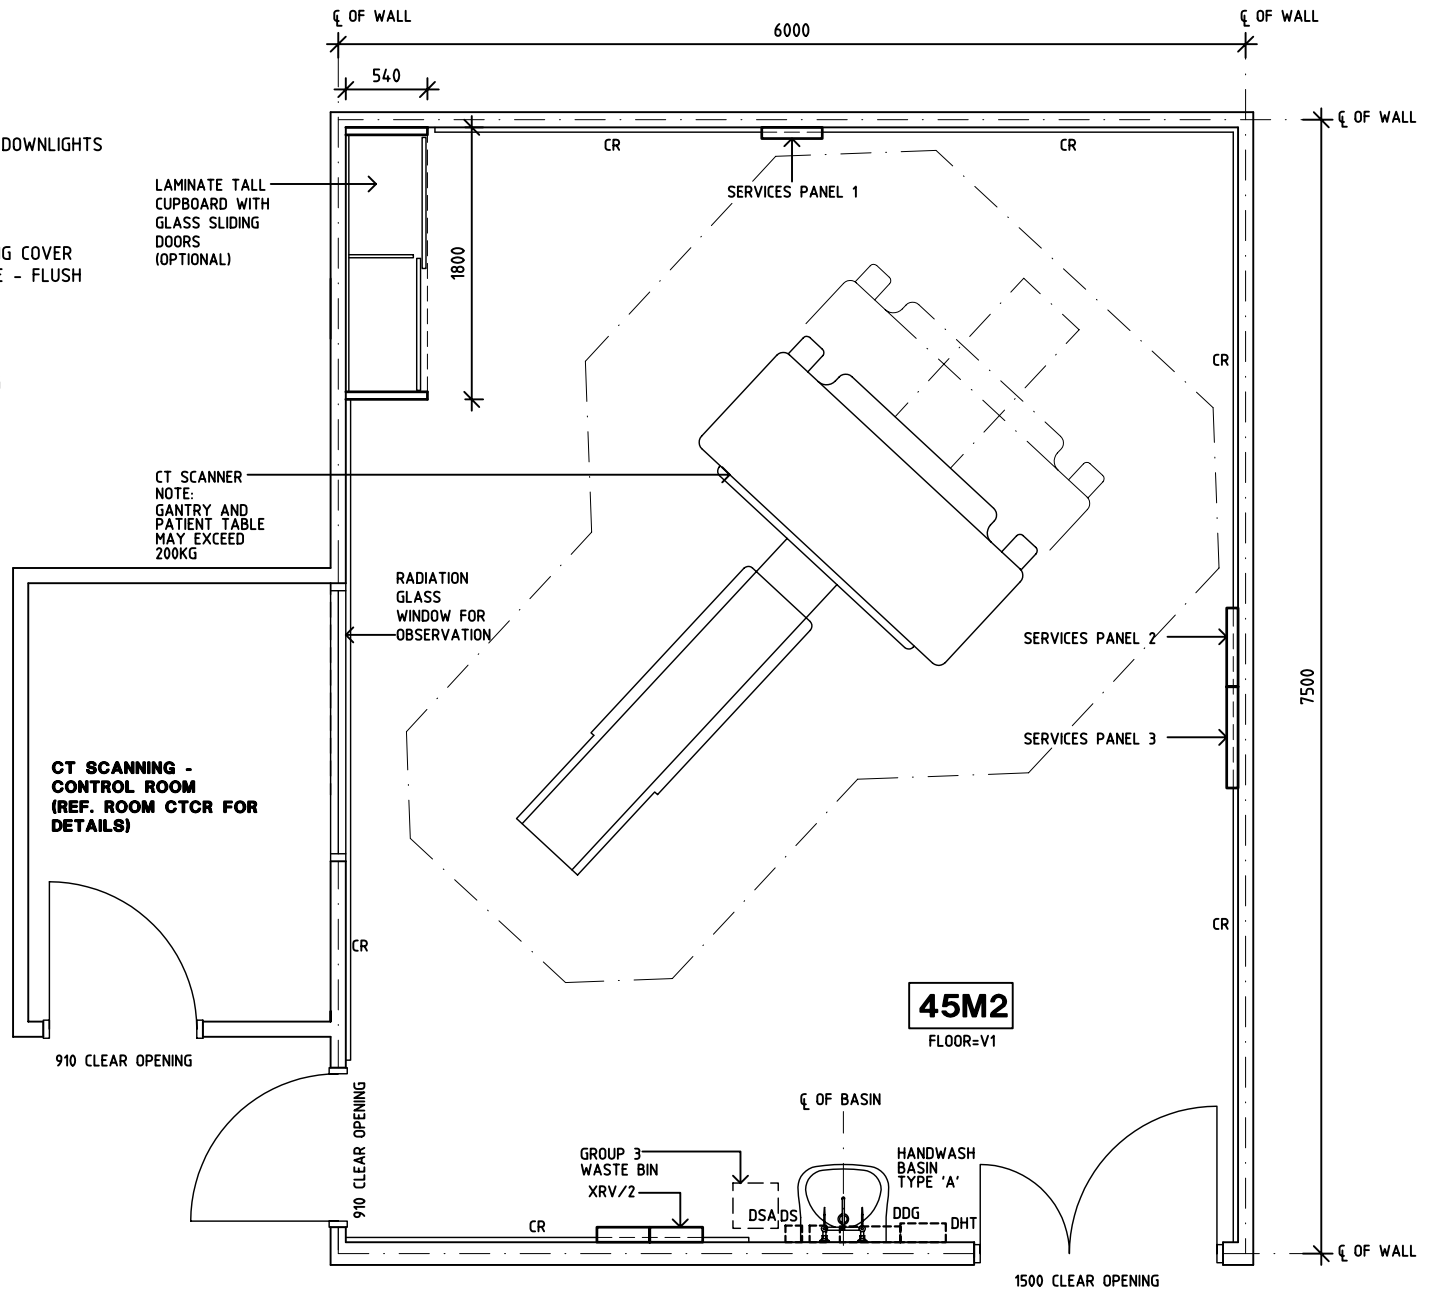 ℄ OF WALL
℄ OF WALL
6000
540
℄ OF WALL
DOWNLIGHTS
CR
CR
LAMINATE TALL
CUPBOARD WITH
GLASS SLIDING
DOORS
(OPTIONAL)
SERVICES PANEL 1
NG COVER
E - FLUSH
1800
CR
CT SCANNER
NOTE:
GANTRY AND
PATIENT TABLE
MAY EXCEED
200KG
RADIATION
GLASS
WINDOW FOR
OBSERVATION
SERVICES PANEL 2
7500
SERVICES PANEL 3
CT SCANNING -
CONTROL ROOM
(REF. ROOM CTCR FOR
DETAILS)
CR
CR
45M2
FLOOR=V1
910 CLEAR OPENING
910 CLEAR OPENING
℄ OF BASIN
GROUP 3
WASTE BIN
XRV/2
HANDWASH
BASIN
TYPE 'A'
CR
DSA
DS
DDG
DHT
℄ OF WALL
1500 CLEAR OPENING